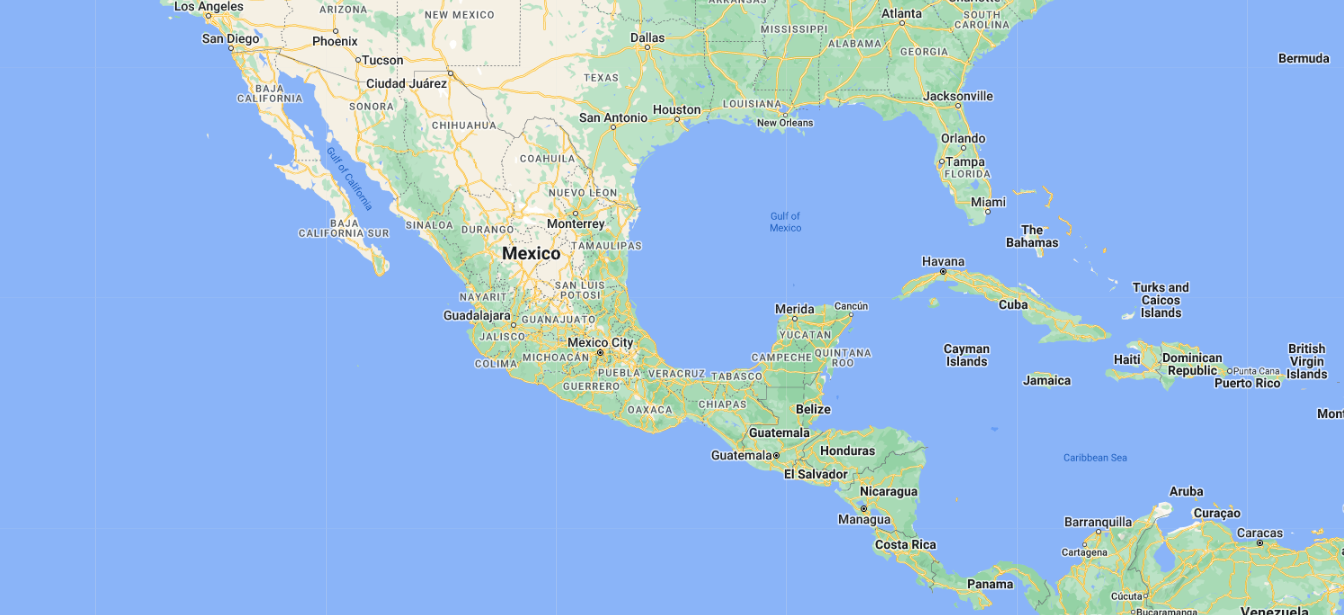 Los Angeles
ARIZONA
NEW MEXICO
Atlanta
SOUTH
CAROLINA
San Diego
Phoenix
Dallas
MISSISSIPPI
ALABAMA
GEORGIA
Tucson
Bermuda
Ciudad Juárez
TEXAS
BAJA
CALIFORNIA
SONORA
Houston
LOUISIANA
Jacksonville
CHIHUAHUA
San Antonio
New Orleans
Orlando
COAHUILA
Tampa
FLORIDA
Gulf of California
NUEVO LEON
Miami
BAJA
CALIFORNIA SUR
SINALOA
DURANGO
Monterrey
Gulf of
Mexico
The
Bahamas
Mexico
TAMAULIPAS
Havana
SAN LUIS
POTOSI
NAYARIT
Cuba
Turks and
Caicos
Islands
Guadalajara
GUANAJUATO
Merida
Cancún
JALISCO
Mexico City
YUCATAN
COLIMA
MICHOACÁN
CAMPECHE
QUINTANA
ROO
Cayman
Islands
Haiti
Dominican
Republic
British
Virgin
Islands
PUEBLA
VERACRUZ
TABASCO
Punta Cana
GUERRERO
Jamaica
Puerto Rico
OAXACA
CHIAPAS
Belize
Mont
Guatemala
Guatemala
Honduras
Caribbean Sea
El Salvador
Nicaragua
Aruba
Managua
Curaçao
Barranquilla
Caracas
Costa Rica
Cartagena
Panama
Cúcuta
Bucaramanga
Venezuela